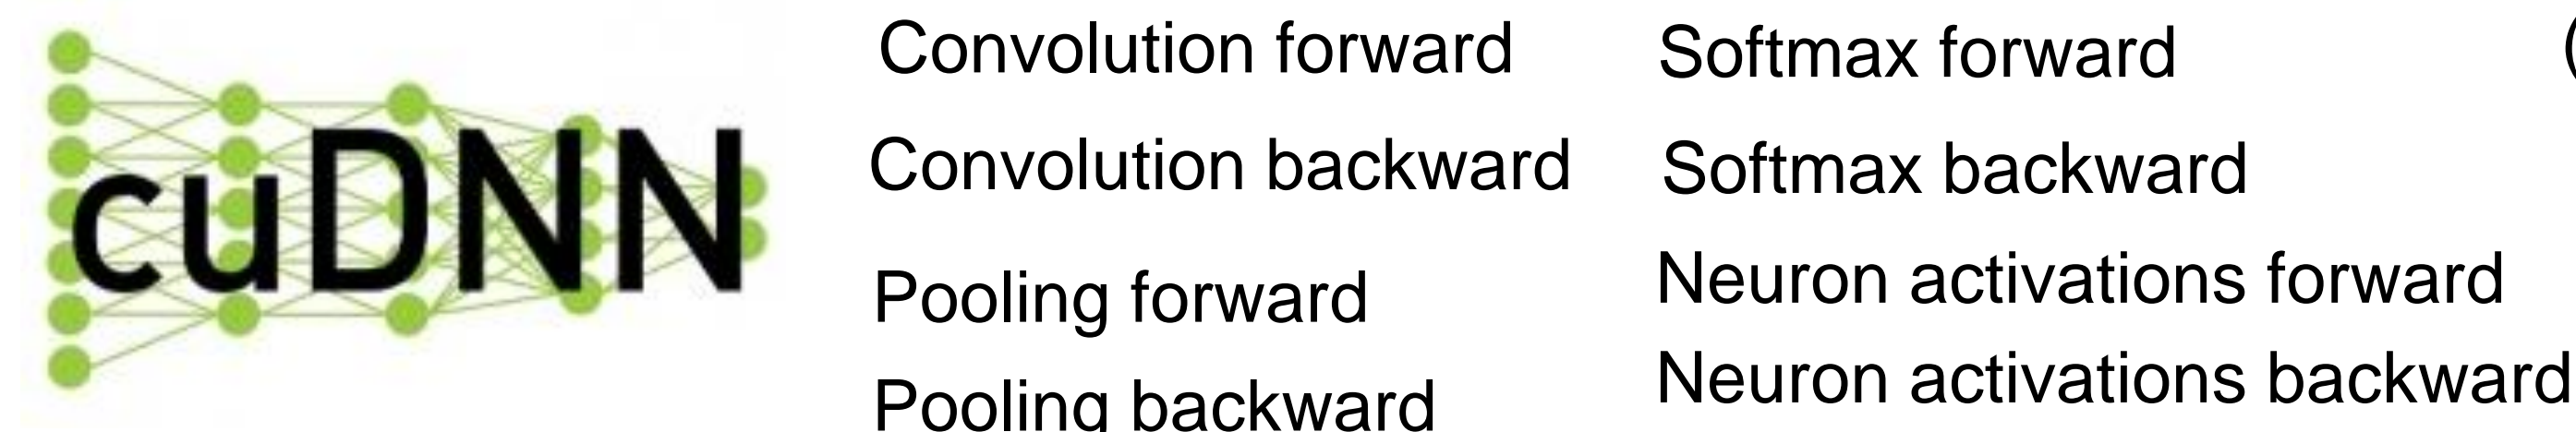 cuDNN
Convolution forward
Convolution backward
Pooling forward
Pooling backward
Softmax forward
Softmax backward
Neuron activations forward
Neuron activations backward